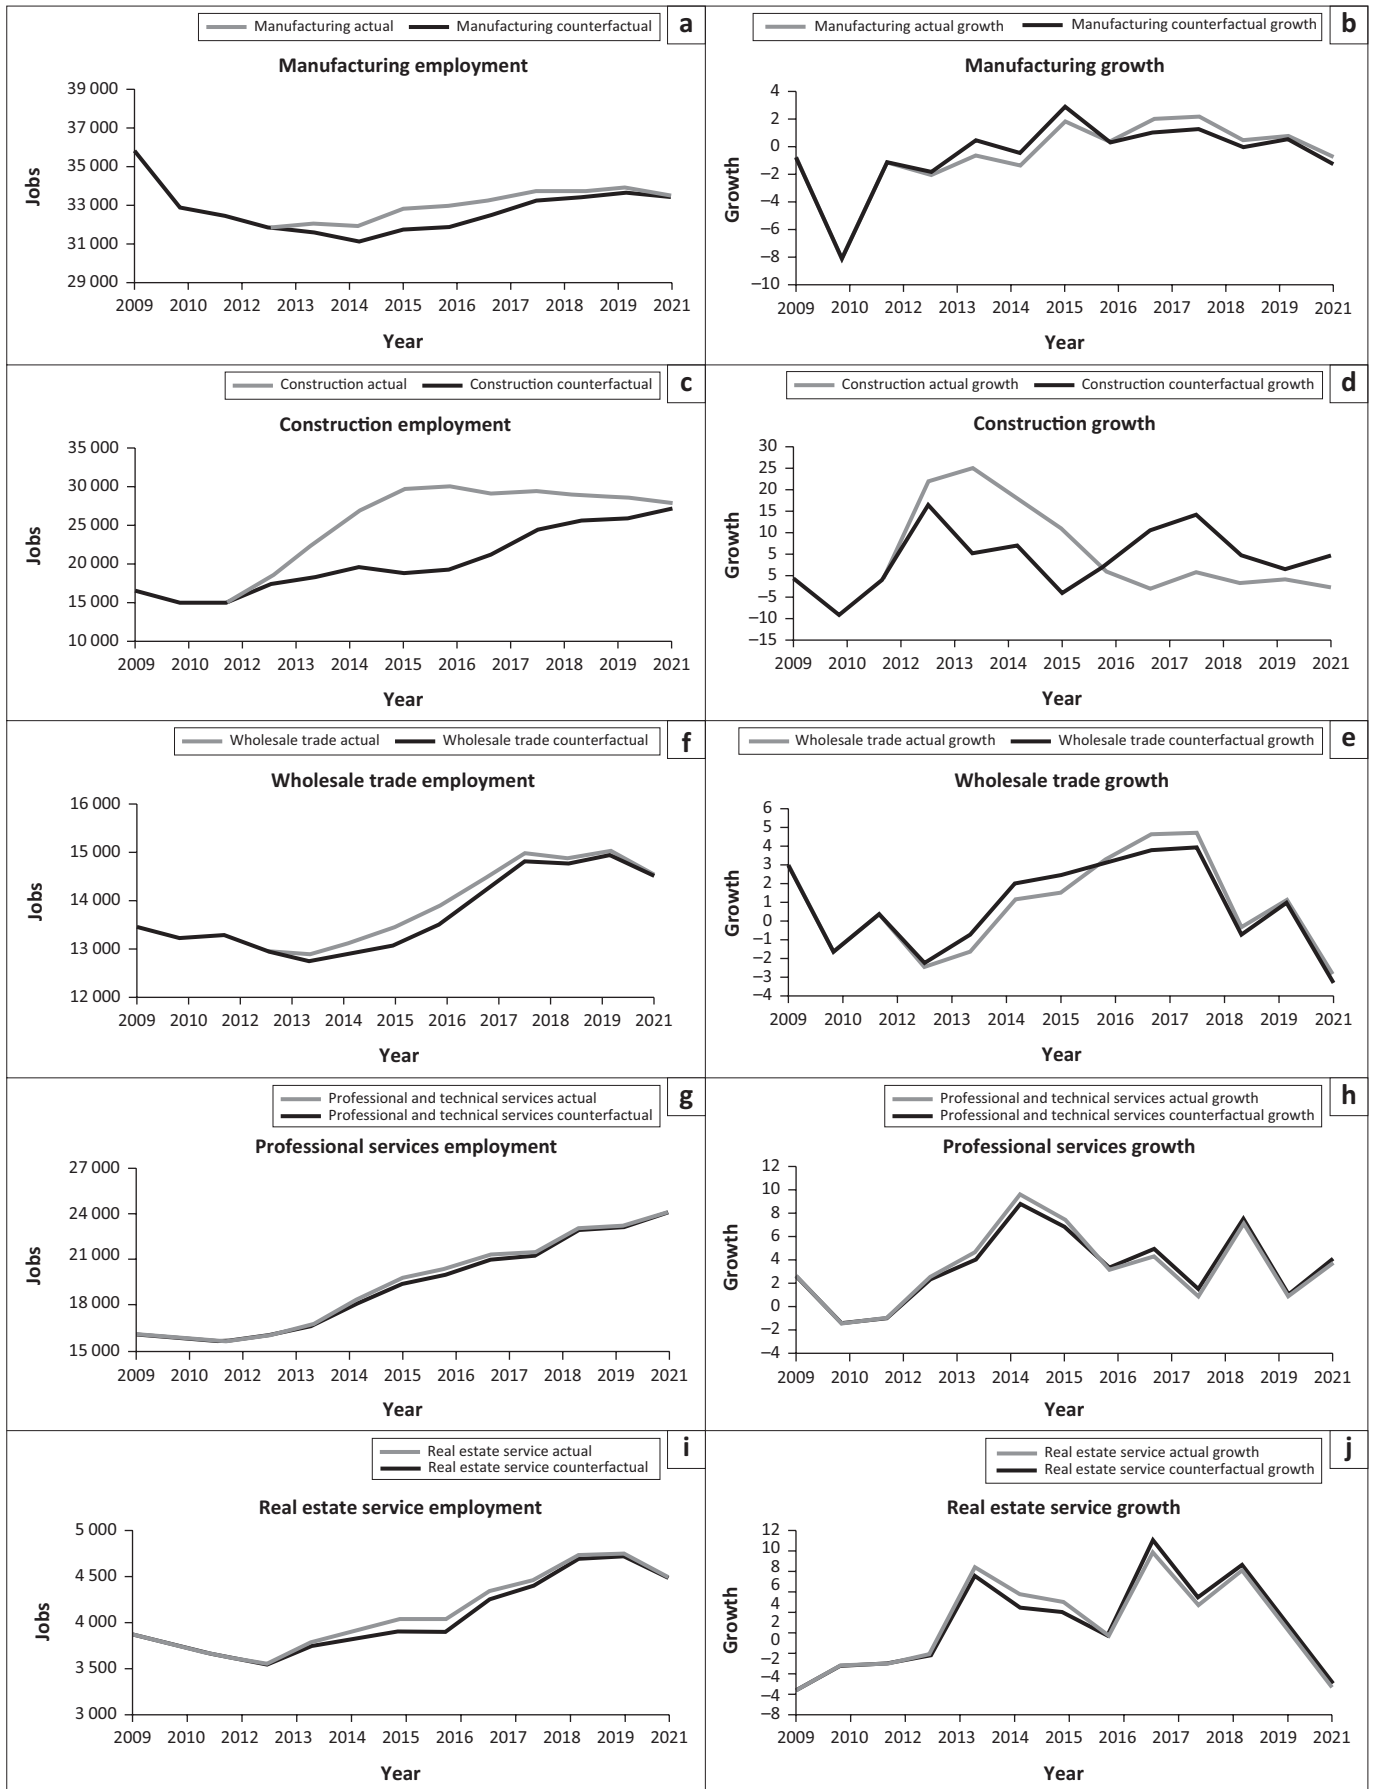 Manufacturing actual Manufacturing counterfactual a
Manufacturing employment
39 000
37 000
35 000
33 000
31 000
29 000
Jobs
2009 2010 2012 2013 2014 2015 2016 2017 2018 2019 2021
Year
Manufacturing actual growth Manufacturing counterfactual growth b
Manufacturing growth
4
2
0
−2
−4
−6
−8
−10
Growth
2009 2010 2012 2013 2014 2015 2016 2017 2018 2019 2021
Year
Construction actual Construction counterfactual c
Construction employment
35 000
30 000
25 000
20 000
15 000
10 000
Jobs
2009 2010 2012 2013 2014 2015 2016 2017 2018 2019 2021
Year
Construction actual growth Construction counterfactual growth d
Construction growth
30
25
20
15
10
5
5
−5
−10
−15
Growth
2009 2010 2012 2013 2014 2015 2016 2017 2018 2019 2021
Year
Wholesale trade actual Wholesale trade counterfactual f
Wholesale trade employment
16 000
15 000
14 000
13 000
12 000
Jobs
2009 2010 2012 2013 2014 2015 2016 2017 2018 2019 2021
Year
Wholesale trade actual growth Wholesale trade counterfactual growth e
Wholesale trade growth
6
5
4
3
2
1
0
−1
−2
−3
−4
Growth
2009 2010 2012 2013 2014 2015 2016 2017 2018 2019 2021
Year
Professional and technical services actual g
Professional and technical services counterfactual
Professional services employment
27 000
24 000
21 000
18 000
15 000
Jobs
2009 2010 2012 2013 2014 2015 2016 2017 2018 2019 2021
Year
Professional and technical services actual growth h
Professional and technical services counterfactual growth
Professional services growth
12
10
8
6
4
2
0
−2
−4
Growth
2009 2010 2012 2013 2014 2015 2016 2017 2018 2019 2021
Year
Real estate service actual i
Real estate service counterfactual
Real estate service employment
5 000
4 500
4 000
3 500
3 000
Jobs
2009 2010 2012 2013 2014 2015 2016 2017 2018 2019 2021
Year
Real estate service actual growth j
Real estate service counterfactual growth
Real estate service growth
12
10
8
6
4
2
0
−2
−4
−4
−8
Growth
2009 2010 2012 2013 2014 2015 2016 2017 2018 2019 2021
Year